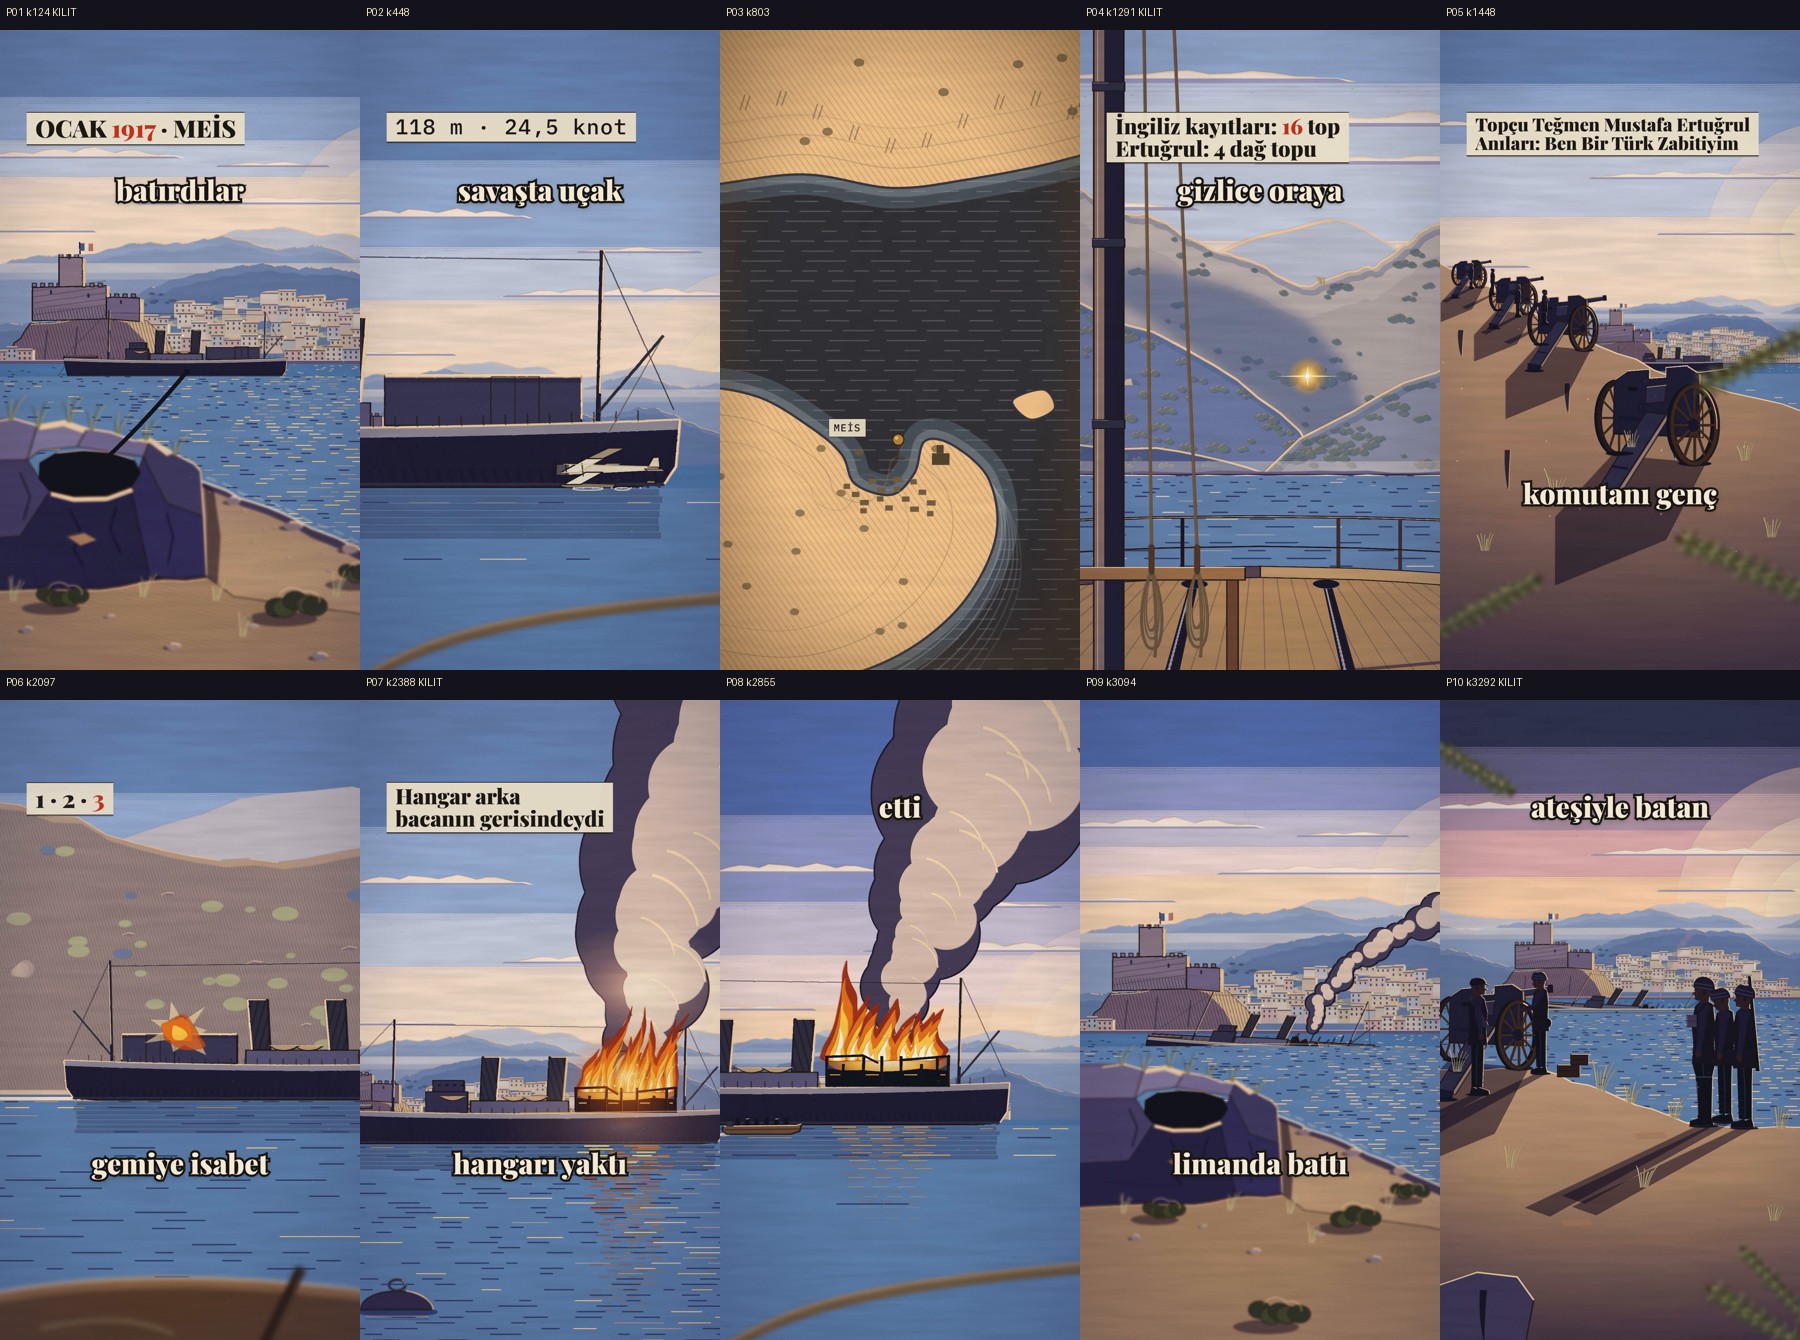 P01 k124 KILIT
OCAK 1917 · MEİS
batırdılar
P02 k448
118 m · 24,5 knot
savaşta uçak
P03 k803
MEİS
P04 k1291 KILIT
İngiliz kayıtları: 16 top
Ertuğrul: 4 dağ topu
gizlice oraya
P05 k1448
Topçu Teğmen Mustafa Ertuğrul
Anıları: Ben Bir Türk Zabitiyim
komutanı genç
P06 k2097
1 · 2 · 3
gemiye isabet
P07 k2388 KILIT
Hangar arka
bacanın gerisindeydi
hangarı yaktı
P08 k2855
etti
P09 k3094
limanda battı
P10 k3292 KILIT
ateşiyle batan